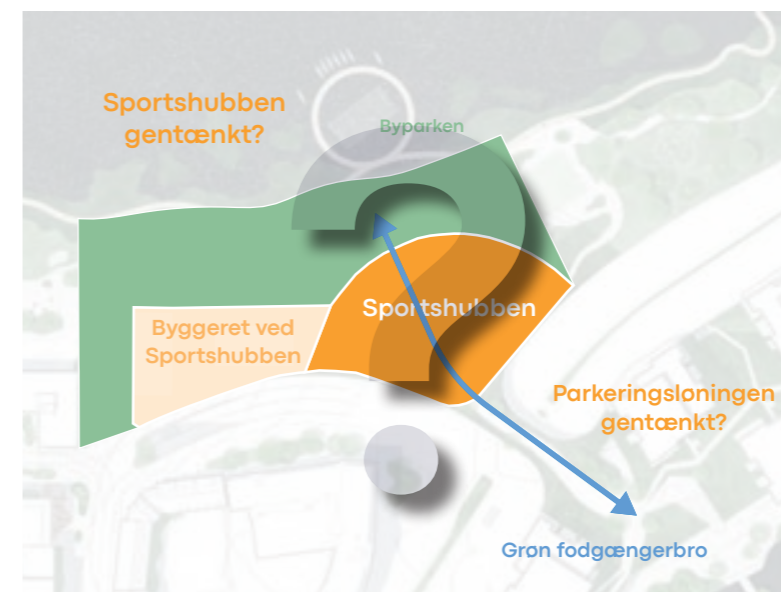 Sportshubben
gentænkt?
Byparken
Sportshubben
Byggeret ved
Sportshubben
Parkeringsløningen
gentænkt?
Grøn fodgængerbro
?